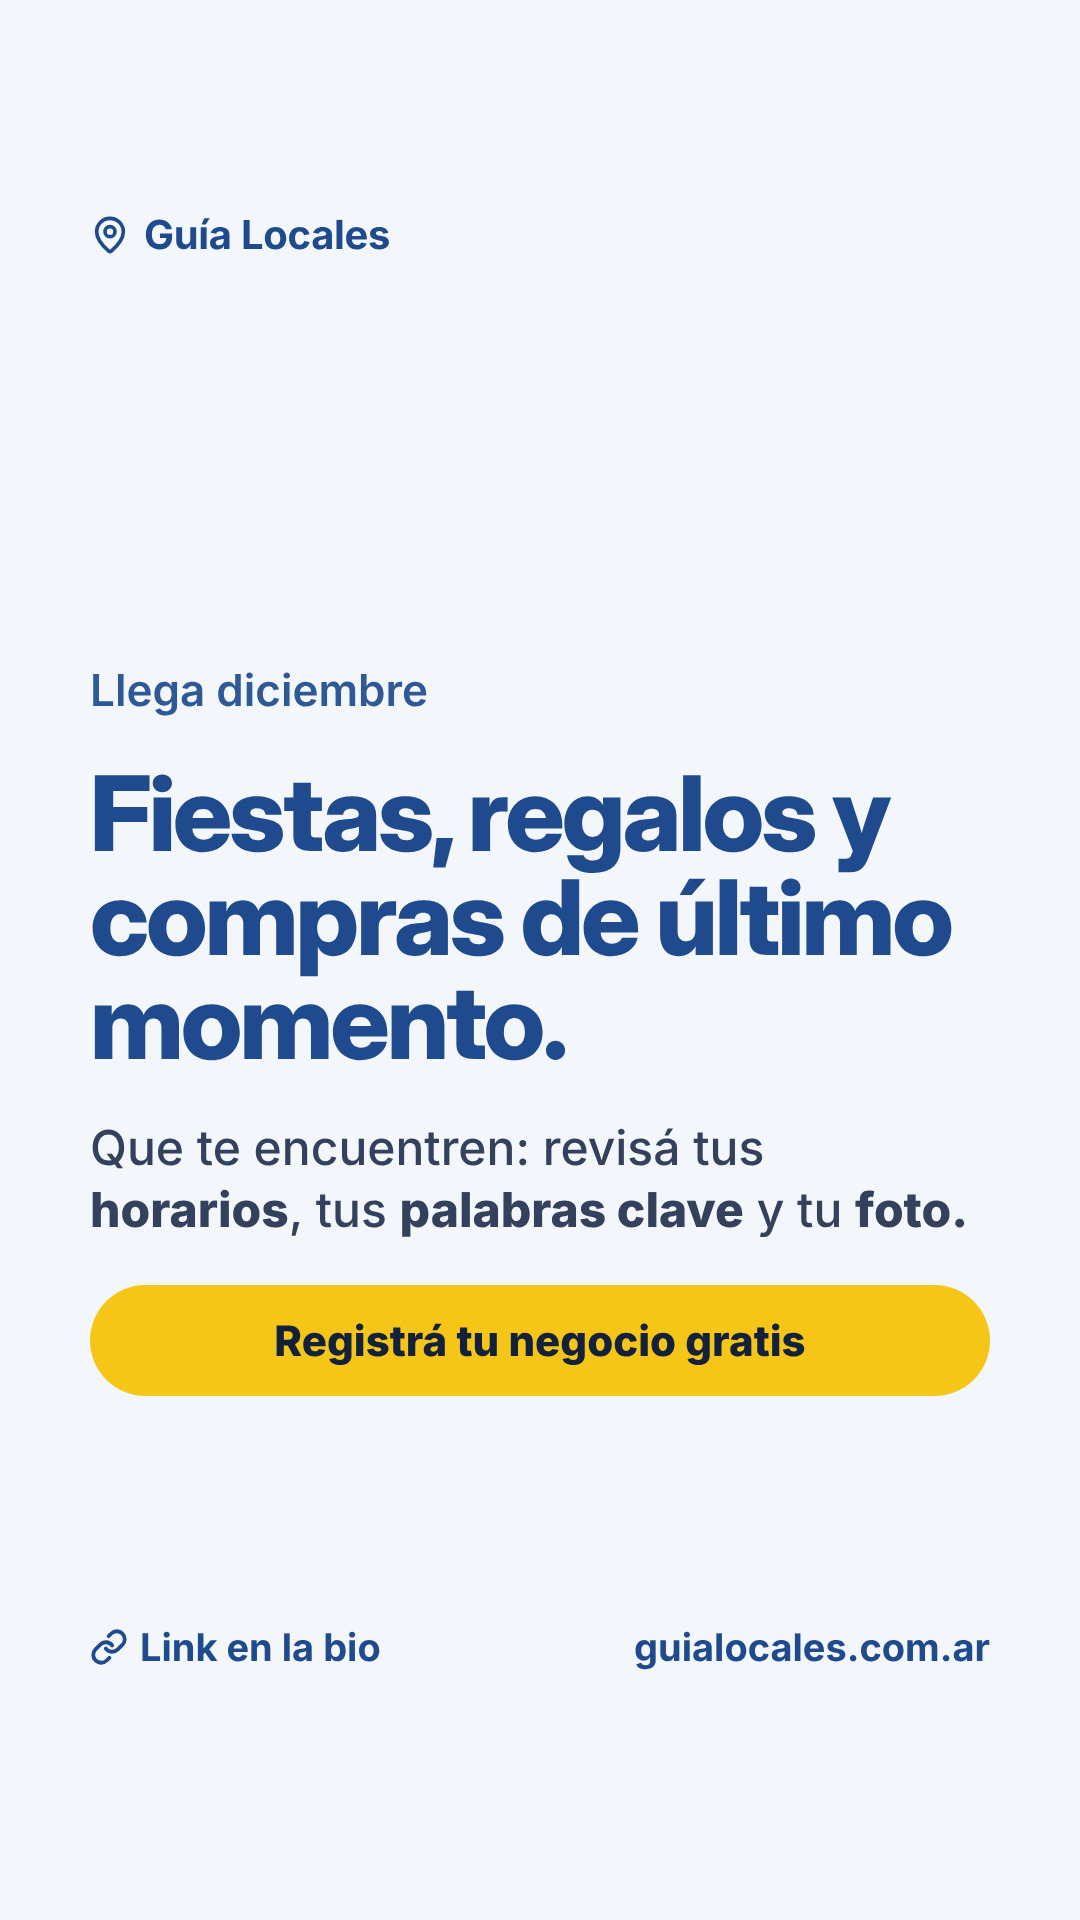 Guía Locales
Llega diciembre
Fiestas, regalos y
compras de último
momento.
Que te encuentren: revisá tus
horarios, tus palabras clave y tu foto.
Registrá tu negocio gratis
Link en la bio
guialocales.com.ar